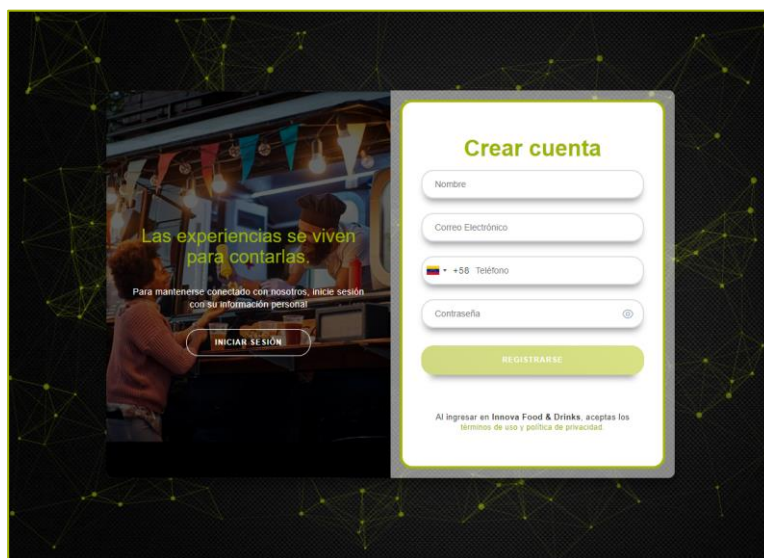 Las experiencias se viven
para contarlas.
Para mantenerse conectado con nosotros, inicie sesión
con su información personal
INICIAR SESIÓN
Crear cuenta
Nombre
Correo Electrónico
+58 Teléfono
Contraseña
REGISTRARSE
Al ingresar en Innova Food & Drinks, aceptas los
términos de uso y política de privacidad.